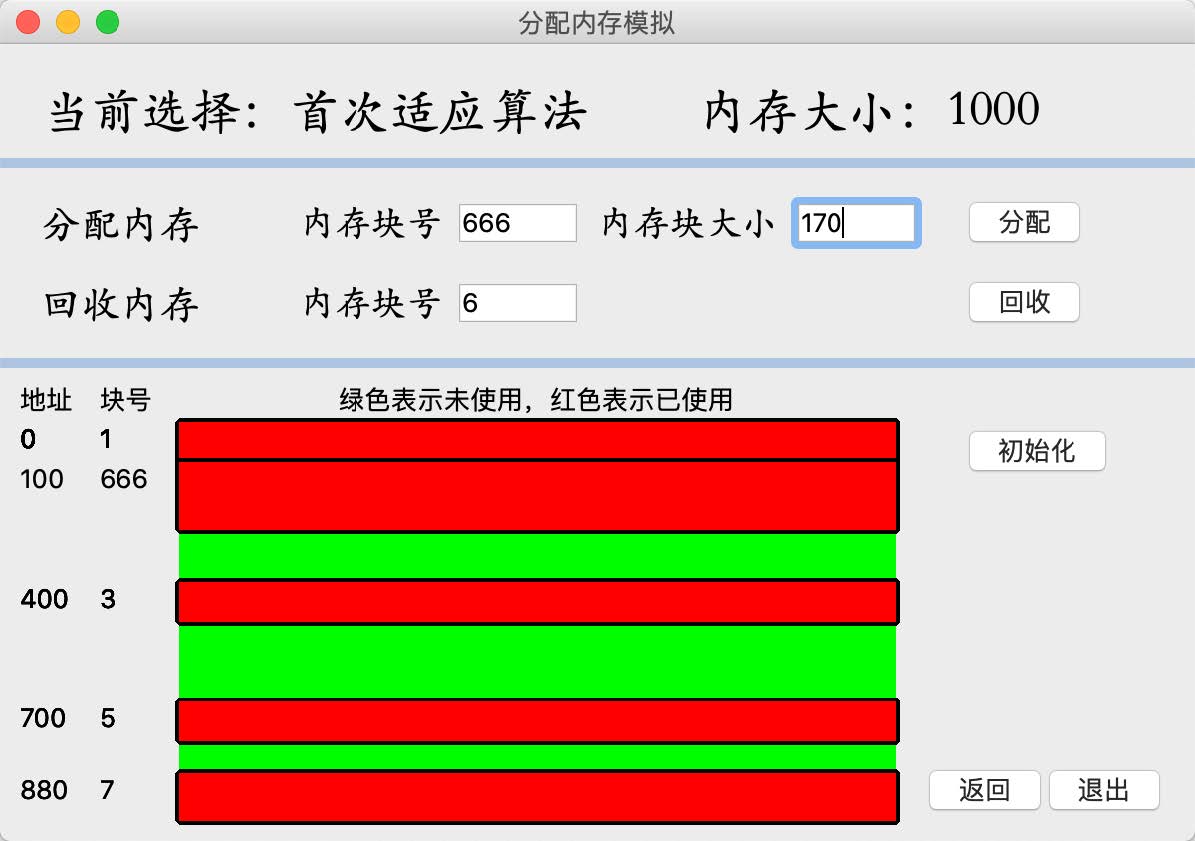 分配内存模拟
当前选择：首次适应算法 内存大小：1000
分配内存 内存块号 666 内存块大小 170 分配
回收内存 内存块号 6 回收
地址 块号 绿色表示未使用，红色表示已使用
0 1 初始化
100 666
400 3
700 5
880 7 返回 退出